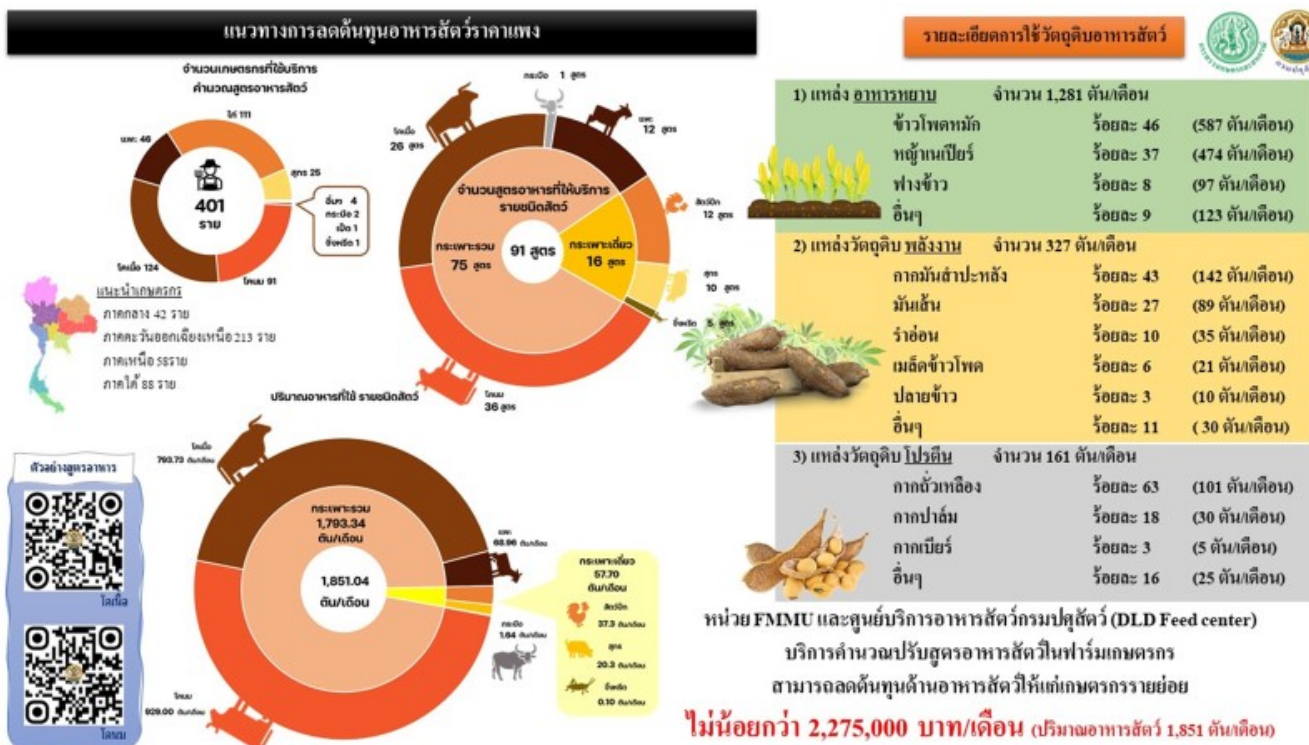 แนวทางการลดต้นทุนอาหารสัตว์ราคาแพง
จำนวนเกษตรกรที่ใช้บริการ
คำนวณสูตรอาหารสัตว์
ไก่ 111
แพะ 46
สุกร 25
401
ราย
อื่นๆ 4
กระบือ 2
เป็ด 1
จิ้งหรีด 1
โคเนื้อ 124
โคนม 91
แนะนำเกษตรกร
ภาคกลาง 42 ราย
ภาคตะวันออกเฉียงเหนือ 213 ราย
ภาคเหนือ 58ราย
ภาคใต้ 88 ราย
กระบือ 1 สูตร
โคเนื้อ
26 สูตร
แพะ
12 สูตร
จำนวนสูตรอาหารที่ให้บริการ
รายชนิดสัตว์
สัตว์ปีก
12 สูตร
กระเพาะรวม
75 สูตร
91 สูตร
กระเพาะเดี่ยว
16 สูตร
สุกร
10 สูตร
จิ้งหรีด 5 สูตร
โคนม
36 สูตร
ปริมาณอาหารที่ใช้ รายชนิดสัตว์
โคเนื้อ
793.73 ตัน/เดือน
กระเพาะรวม
1,793.34
ตัน/เดือน
แพะ
68.96 ตัน/เดือน
1,851.04
ตัน/เดือน
กระเพาะเดี่ยว
57.70
ตัน/เดือน
สัตว์ปีก
37.3 ตัน/เดือน
สุกร
20.3 ตัน/เดือน
จิ้งหรีด
0.10 ตัน/เดือน
กระบือ
1.64 ตัน/เดือน
โคนม
929.00 ตัน/เดือน
ตัวอย่างสูตรอาหาร
โคเนื้อ
โคนม
รายละเอียดการใช้วัตถุดิบอาหารสัตว์
1) แหล่ง อาหารหยาบ จำนวน 1,281 ตัน/เดือน
ข้าวโพดหมัก ร้อยละ 46 (587 ตัน/เดือน)
หญ้าเนเปียร์ ร้อยละ 37 (474 ตัน/เดือน)
ฟางข้าว ร้อยละ 8 (97 ตัน/เดือน)
อื่นๆ ร้อยละ 9 (123 ตัน/เดือน)
2) แหล่งวัตถุดิบ พลังงาน จำนวน 327 ตัน/เดือน
กากมันสำปะหลัง ร้อยละ 43 (142 ตัน/เดือน)
มันเส้น ร้อยละ 27 (89 ตัน/เดือน)
รำอ่อน ร้อยละ 10 (35 ตัน/เดือน)
เมล็ดข้าวโพด ร้อยละ 6 (21 ตัน/เดือน)
ปลายข้าว ร้อยละ 3 (10 ตัน/เดือน)
อื่นๆ ร้อยละ 11 ( 30 ตัน/เดือน)
3) แหล่งวัตถุดิบ โปรตีน จำนวน 161 ตัน/เดือน
กากถั่วเหลือง ร้อยละ 63 (101 ตัน/เดือน)
กากปาล์ม ร้อยละ 18 (30 ตัน/เดือน)
กากเบียร์ ร้อยละ 3 (5 ตัน/เดือน)
อื่นๆ ร้อยละ 16 (25 ตัน/เดือน)
หน่วย FMMU และศูนย์บริการอาหารสัตว์กรมปศุสัตว์ (DLD Feed center)
บริการคำนวณปรับสูตรอาหารสัตว์ในฟาร์มเกษตรกร
สามารถลดต้นทุนด้านอาหารสัตว์ให้แก่เกษตรกรรายย่อย
ไม่น้อยกว่า 2,275,000 บาท/เดือน (ปริมาณอาหารสัตว์ 1,851 ตัน/เดือน)